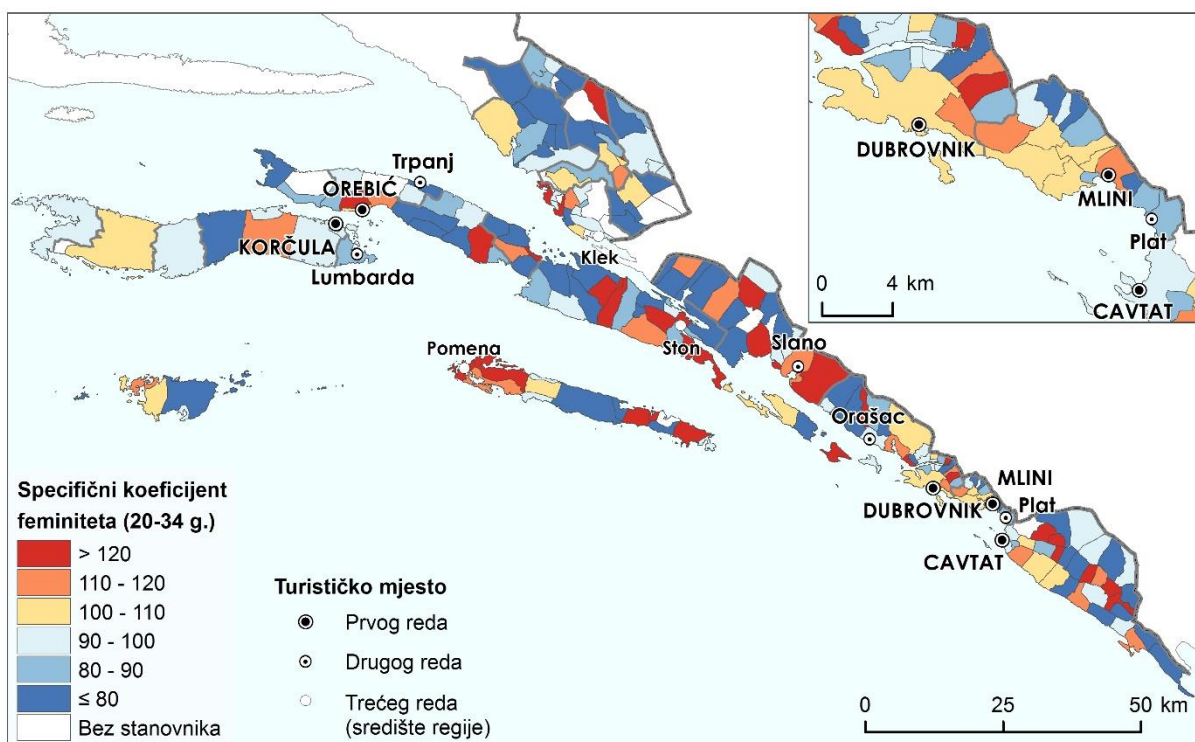 Trpanj
OREBIĆ
KORČULA
Lumbarda
Klek
Pomena
Ston
Slano
Orašac
DUBROVNIK
MLINI
Plat
CAVTAT
DUBROVNIK
MLINI
Plat
CAVTAT
0 4 km
Specifični koeficijent
feminiteta (20-34 g.)
> 120
110 - 120
100 - 110
90 - 100
80 - 90
≤ 80
Bez stanovnika
Turističko mjesto
Prvog reda
Drugog reda
Trećeg reda
(središte regije)
0 25 50 km